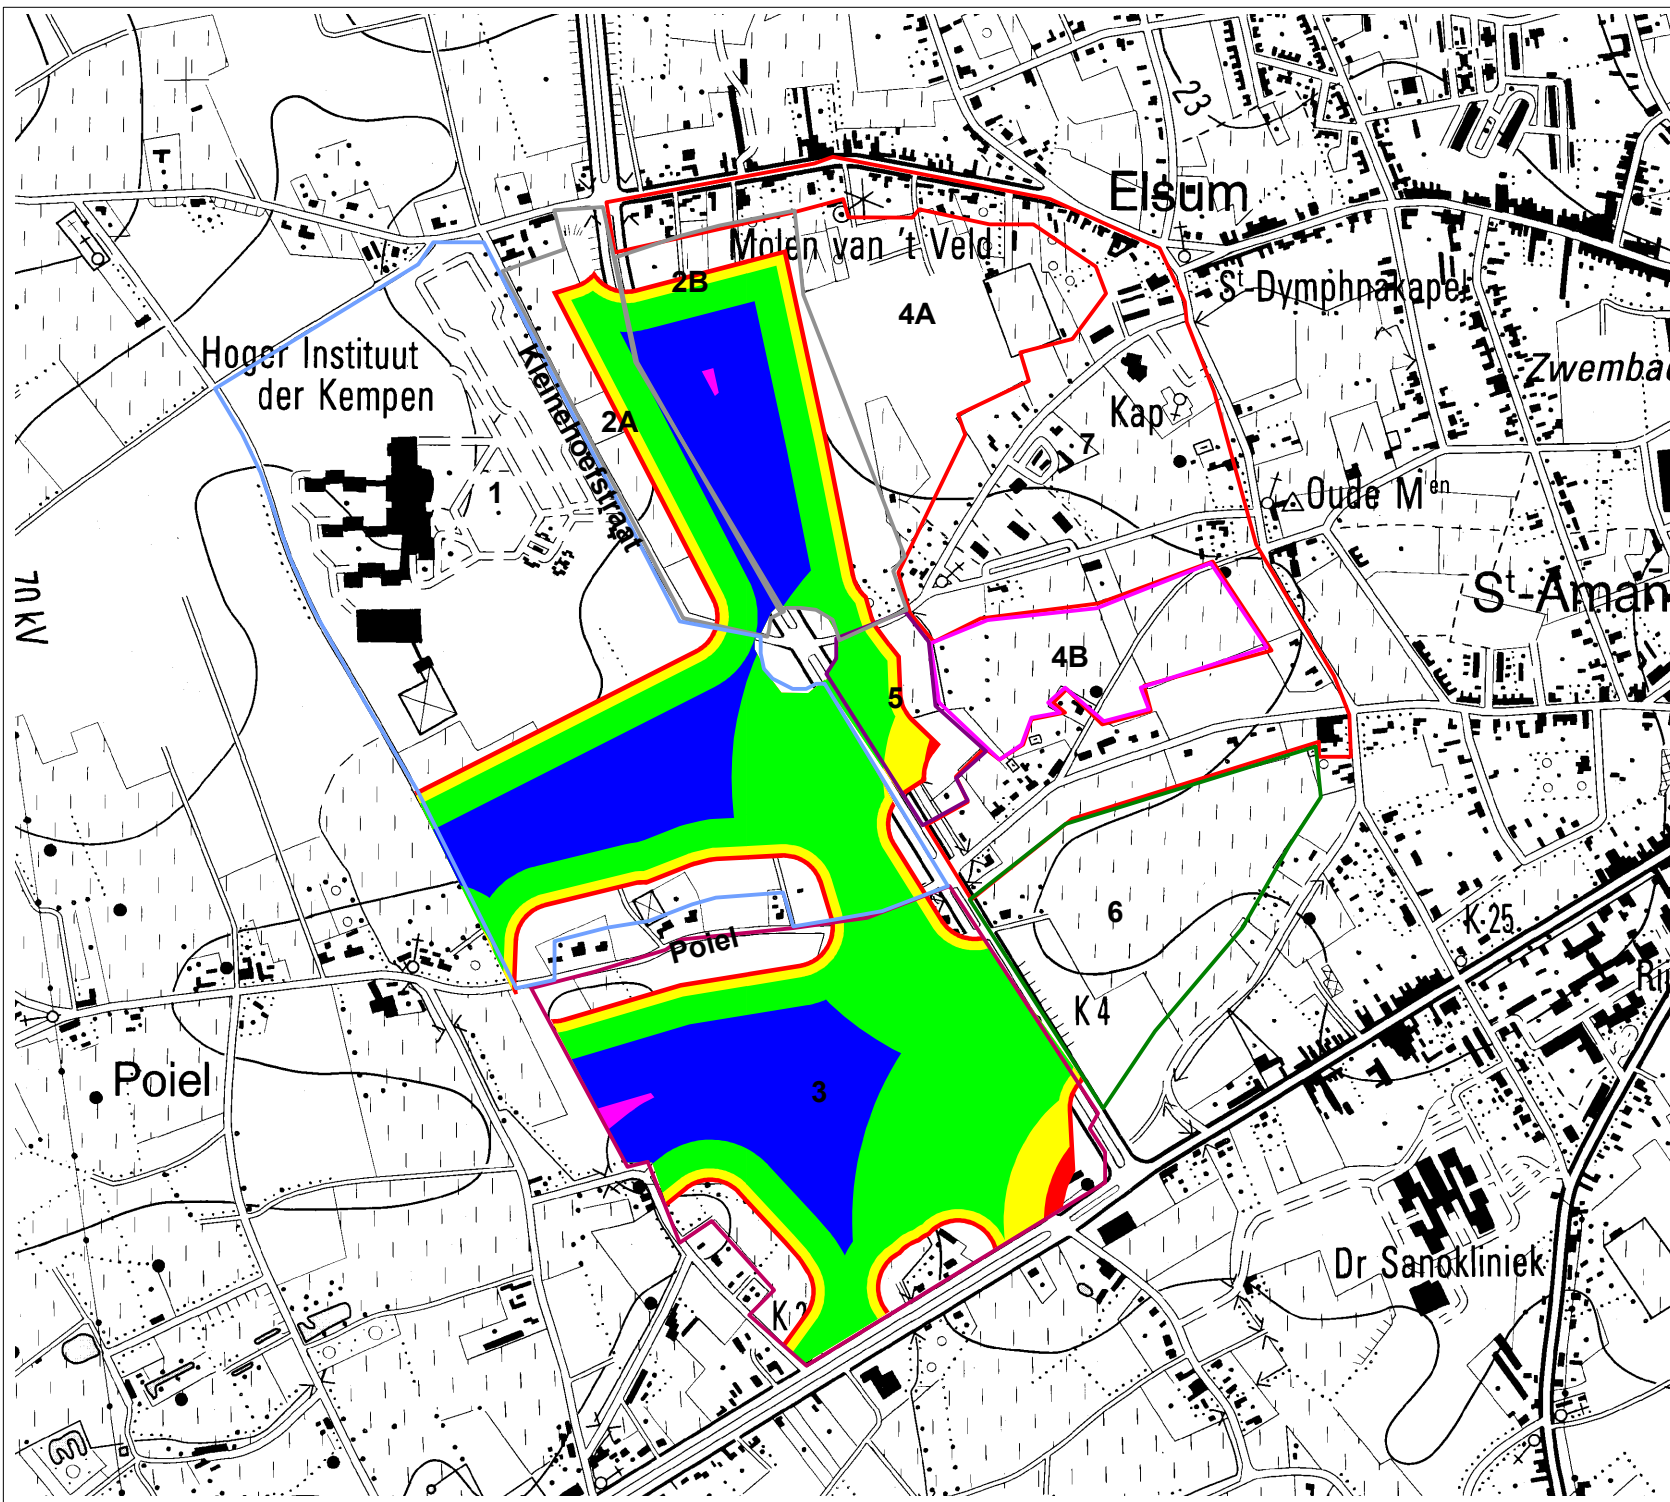 23
Elsum
Molen van 't Veld
2B
St-Dymphnakapel
4A
Hoger Instituut
der Kempen
Kleinehoefstraat
Zwembad
2A
Kap
7
1
Oude Men
70 kV
St-Aman
4B
5
6
K 25
Poiel
K 4
Poiel
3
Dr Sanokliniek
K 2